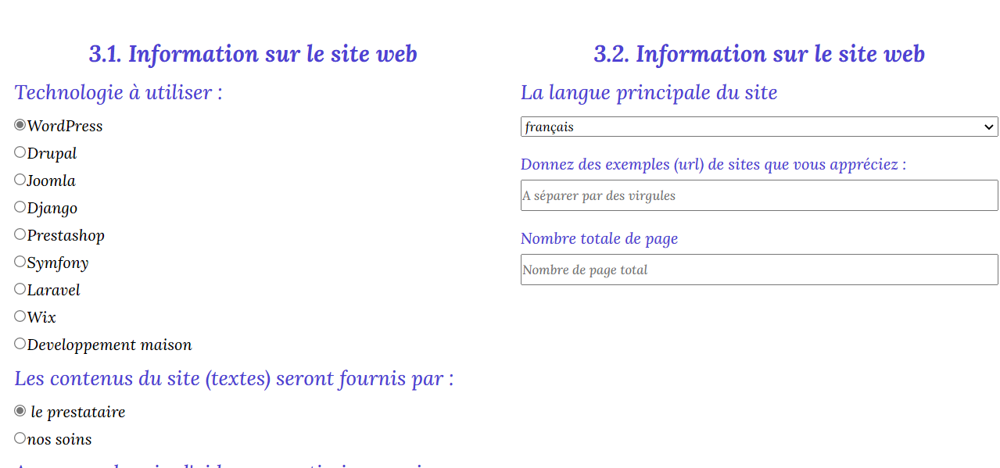 3.1. Information sur le site web
Technologie à utiliser :
WordPress
Drupal
Joomla
Django
Prestashop
Symfony
Laravel
Wix
Developpement maison
Les contenus du site (textes) seront fournis par :
le prestataire
nos soins
3.2. Information sur le site web
La langue principale du site
français
Donnez des exemples (url) de sites que vous appréciez :
A séparer par des virgules
Nombre totale de page
Nombre de page total